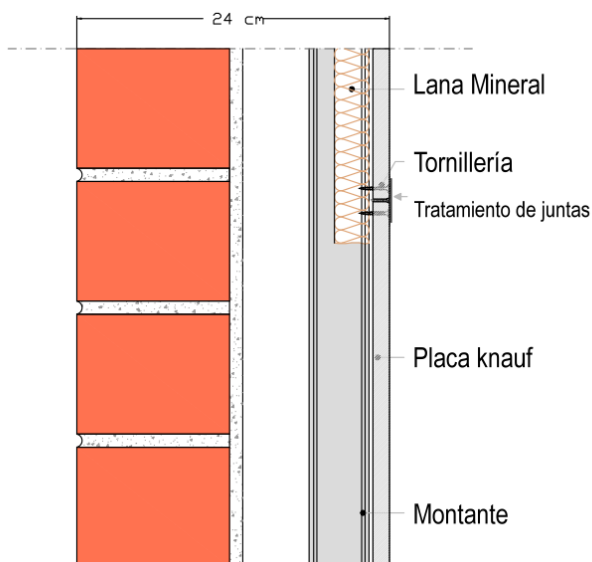 24 cm
Lana Mineral
Tornillería
Tratamiento de juntas
Placa knauf
Montante